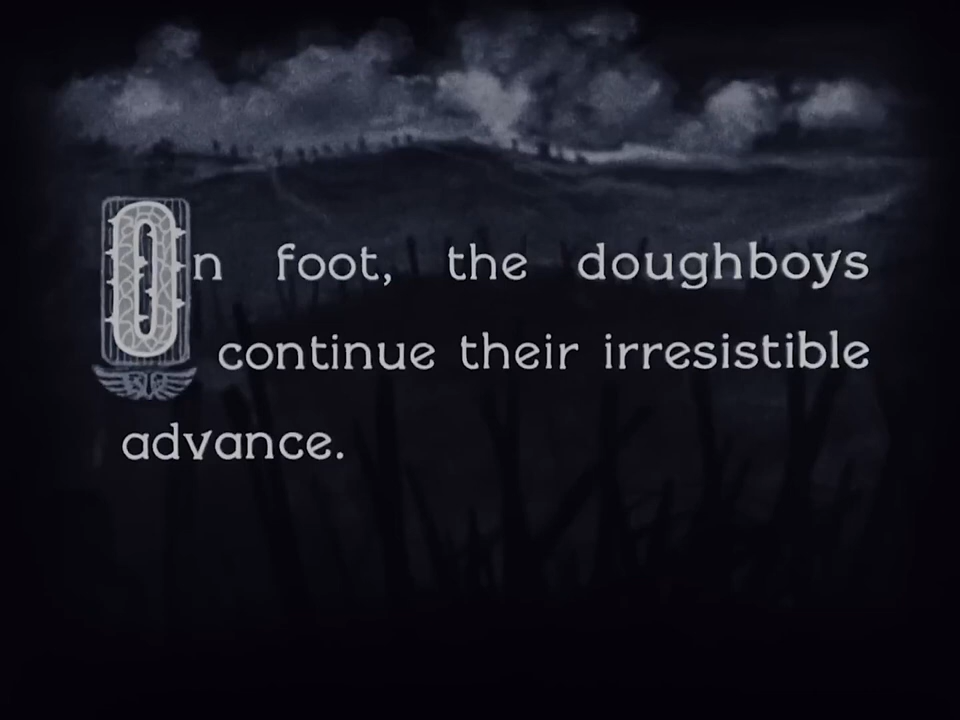 On foot, the doughboys
continue their irresistible
advance.